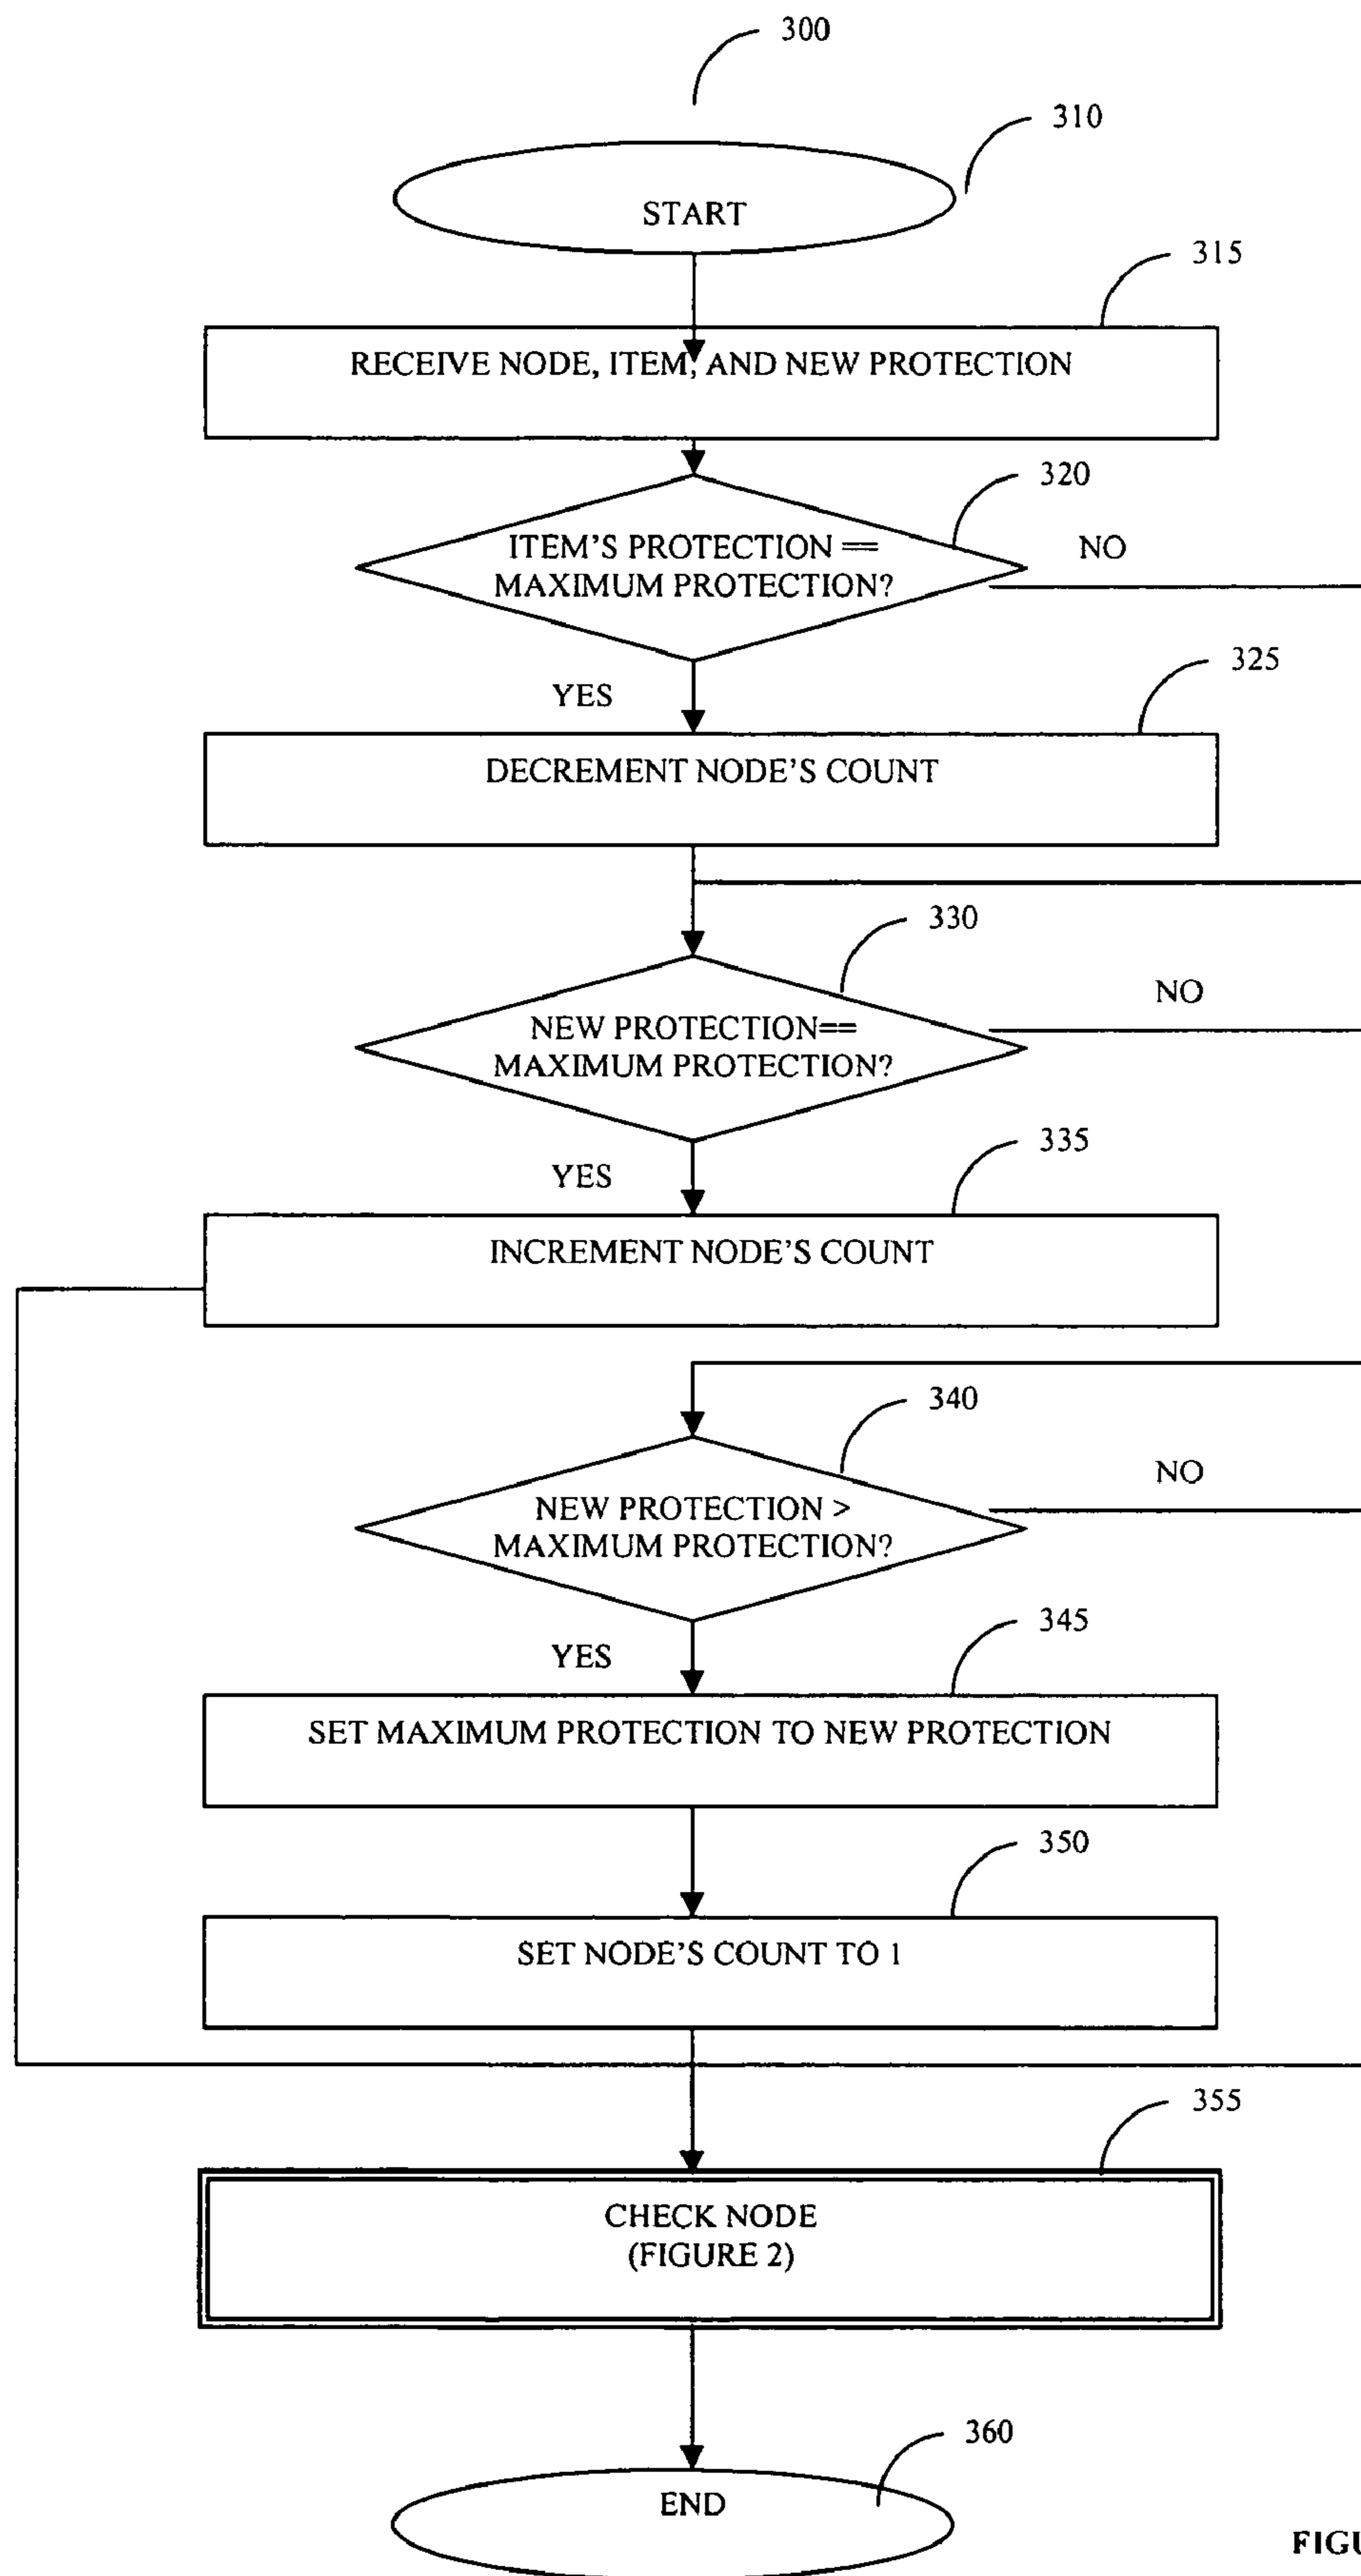 300
310
START
315
RECEIVE NODE, ITEM, AND NEW PROTECTION
320
ITEM'S PROTECTION ==
MAXIMUM PROTECTION?
NO
YES
325
DECREMENT NODE'S COUNT
330
NEW PROTECTION==
MAXIMUM PROTECTION?
NO
YES
335
INCREMENT NODE'S COUNT
340
NEW PROTECTION >
MAXIMUM PROTECTION?
NO
YES
345
SET MAXIMUM PROTECTION TO NEW PROTECTION
350
SET NODE'S COUNT TO 1
355
CHECK NODE
(FIGURE 2)
360
END
FIGU